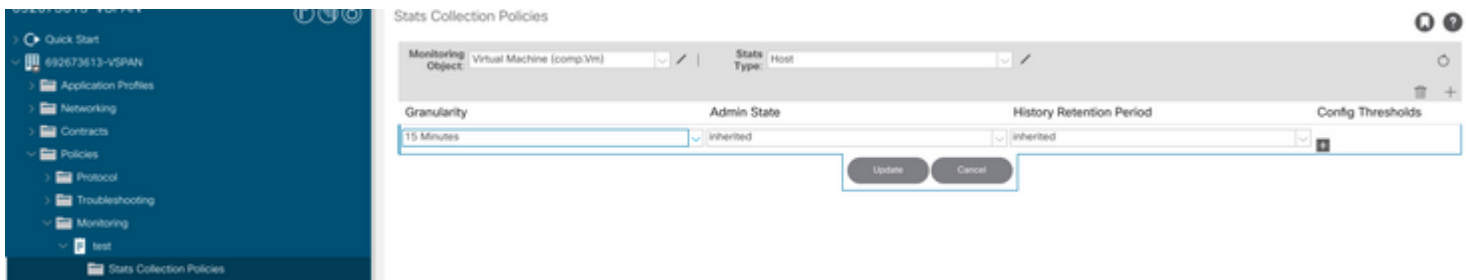 692673613-VSPAN
Quick Start
692673613-VSPAN
Application Profiles
Networking
Contracts
Policies
Protocol
Troubleshooting
Monitoring
test
Stats Collection Policies
Stats Collection Policies
Monitoring Object: Virtual Machine (comp:Vm)
Stats Type: Host
Granularity Admin State History Retention Period Config Thresholds
15 Minutes inherited inherited
Update Cancel